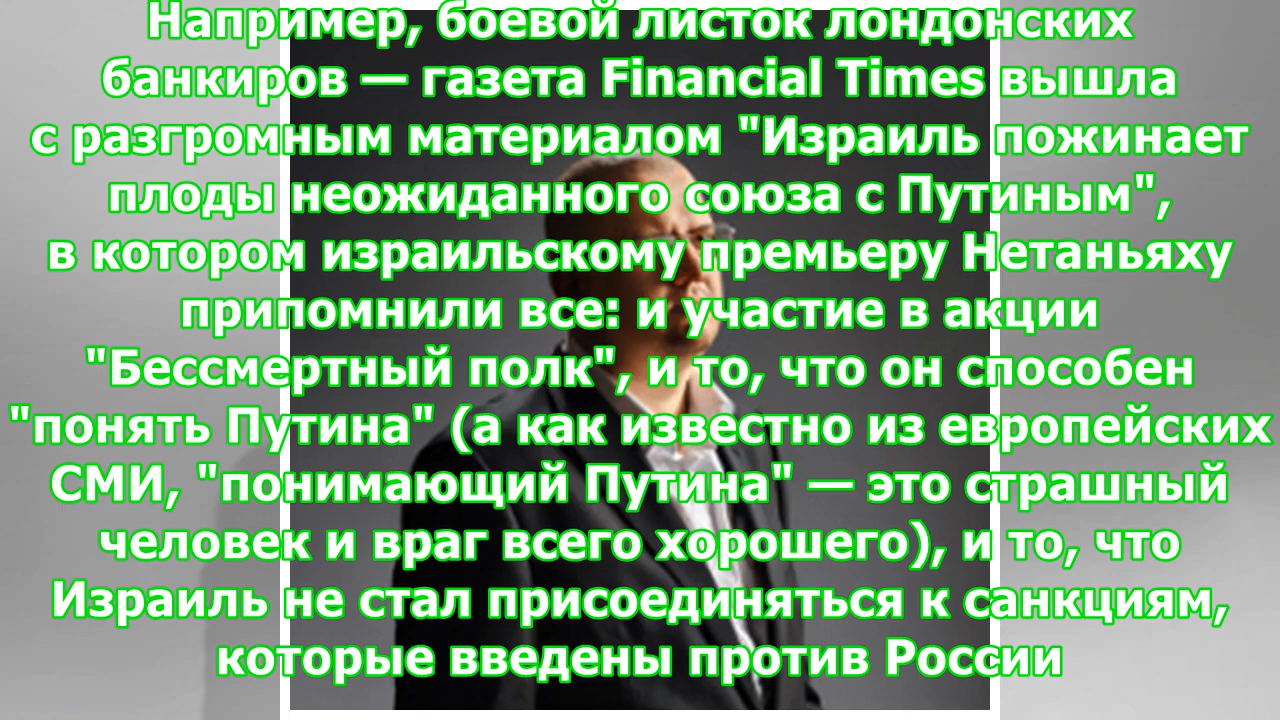 Например, боевой листок лондонских
банкиров — газета Financial Times вышла
с разгромным материалом "Израиль пожинает
плоды неожиданного союза с Путиным",
в котором израильскому премьеру Нетаньяху
припомнили все: и участие в акции
"Бессмертный полк", и то, что он способен
"понять Путина" (а как известно из европейских
СМИ, "понимающий Путина" — это страшный
человек и враг всего хорошего), и то, что
Израиль не стал присоединяться к санкциям,
которые введены против России